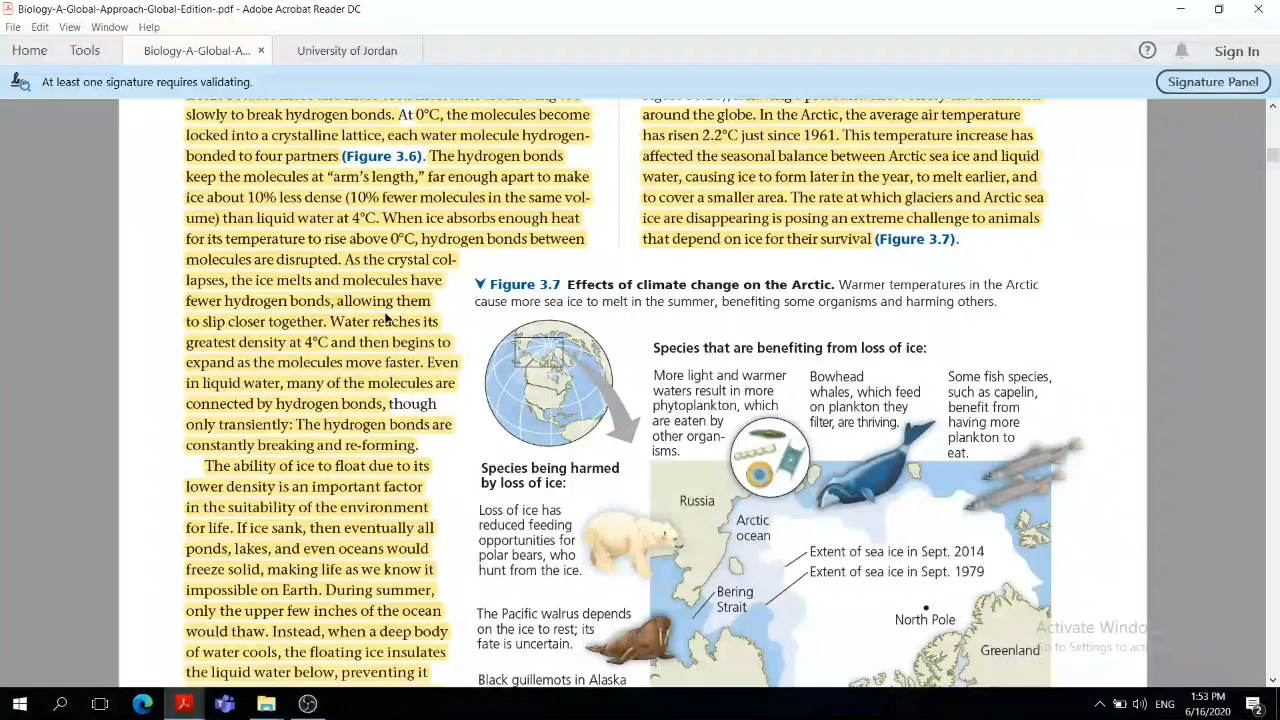 Biology-A-Global-Approach-Global-Edition-.pdf - Adobe Acrobat Reader DC
File Edit View Window Help
Home Tools Biology-A-Global-A... × University of Jordan Sign In
At least one signature requires validating. Signature Panel
slowly to break hydrogen bonds. At 0°C, the molecules become
locked into a crystalline lattice, each water molecule hydrogen-
bonded to four partners (Figure 3.6). The hydrogen bonds
keep the molecules at “arm’s length,” far enough apart to make
ice about 10% less dense (10% fewer molecules in the same vol-
ume) than liquid water at 4°C. When ice absorbs enough heat
for its temperature to rise above 0°C, hydrogen bonds between
molecules are disrupted. As the crystal col-
lapses, the ice melts and molecules have
fewer hydrogen bonds, allowing them
to slip closer together. Water reaches its
greatest density at 4°C and then begins to
expand as the molecules move faster. Even
in liquid water, many of the molecules are
connected by hydrogen bonds, though
only transiently: The hydrogen bonds are
constantly breaking and re-forming.
The ability of ice to float due to its
lower density is an important factor
in the suitability of the environment
for life. If ice sank, then eventually all
ponds, lakes, and even oceans would
freeze solid, making life as we know it
impossible on Earth. During summer,
only the upper few inches of the ocean
would thaw. Instead, when a deep body
of water cools, the floating ice insulates
the liquid water below, preventing it
around the globe. In the Arctic, the average air temperature
has risen 2.2°C just since 1961. This temperature increase has
affected the seasonal balance between Arctic sea ice and liquid
water, causing ice to form later in the year, to melt earlier, and
to cover a smaller area. The rate at which glaciers and Arctic sea
ice are disappearing is posing an extreme challenge to animals
that depend on ice for their survival (Figure 3.7).
Figure 3.7 Effects of climate change on the Arctic. Warmer temperatures in the Arctic
cause more sea ice to melt in the summer, benefiting some organisms and harming others.
Species that are benefiting from loss of ice:
More light and warmer
waters result in more
phytoplankton, which
are eaten by
other organ-
isms.
Bowhead
whales, which feed
on plankton they
filter, are thriving.
Some fish species,
such as capelin,
benefit from
having more
plankton to
eat.
Species being harmed
by loss of ice:
Loss of ice has
reduced feeding
opportunities for
polar bears, who
hunt from the ice.
The Pacific walrus depends
on the ice to rest; its
fate is uncertain.
Black guillemots in Alaska
Russia
Arctic
ocean
Extent of sea ice in Sept. 2014
Extent of sea ice in Sept. 1979
Bering
Strait
North Pole
Greenland
Activate Windo
o to Settings to act
ENG
1:53 PM
6/16/2020
2